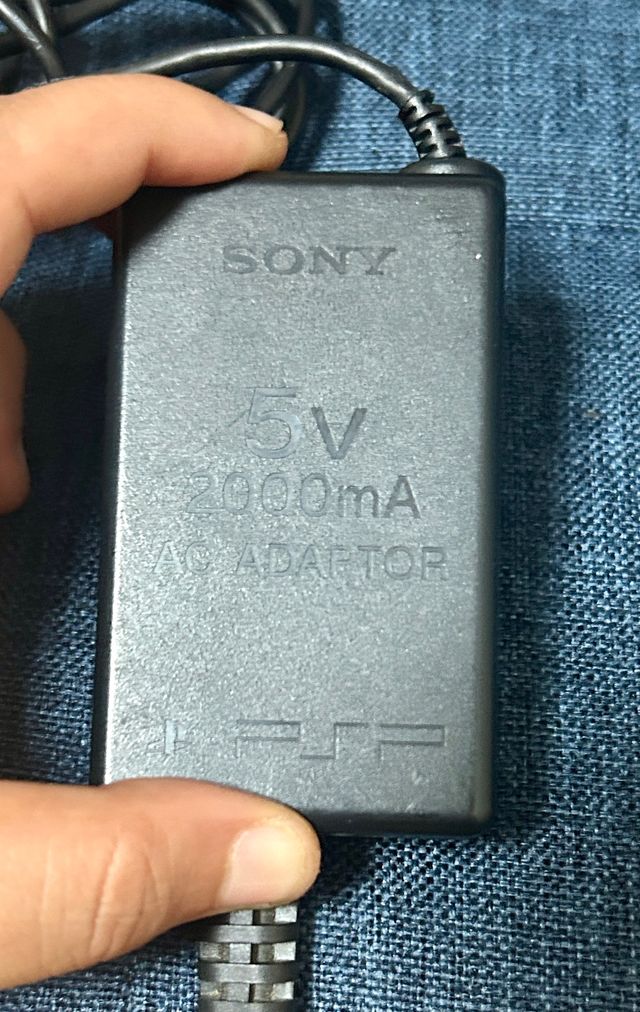 SONY
5V
2000mA
AC ADAPTOR
PSP